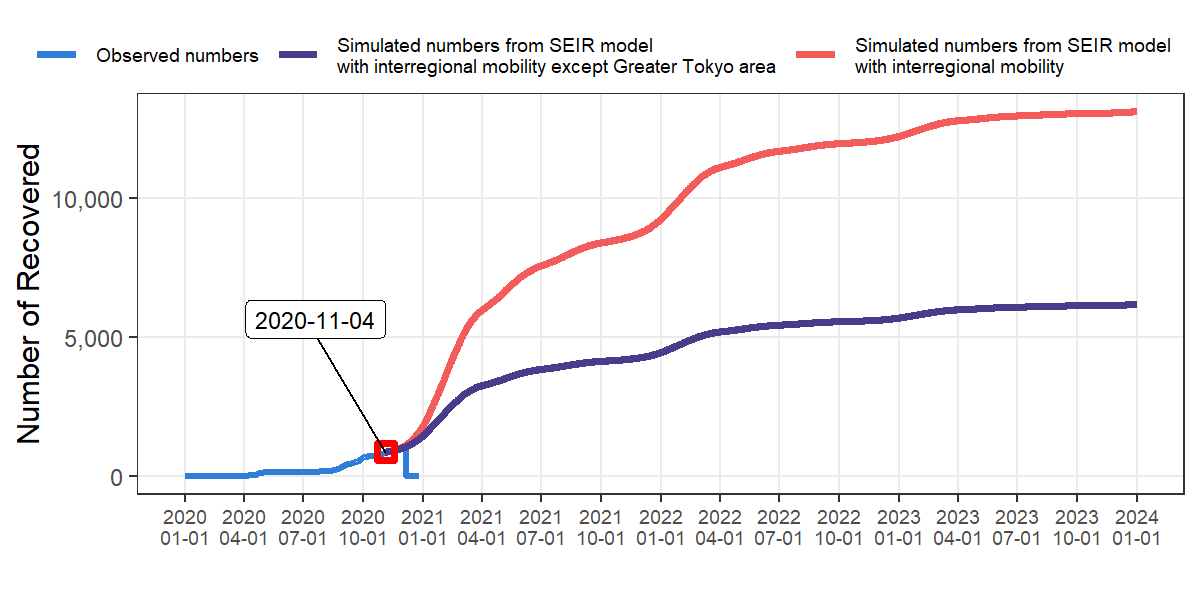 Observed numbers
Simulated numbers from SEIR model
with interregional mobility except Greater Tokyo area
Simulated numbers from SEIR model
with interregional mobility
Number of Recovered
10,000
5,000
0
2020-11-04
2020 2020 2020 2020 2021 2021 2021 2021 2022 2022 2022 2022 2023 2023 2023 2023 2024
01-01 04-01 07-01 10-01 01-01 04-01 07-01 10-01 01-01 04-01 07-01 10-01 01-01 04-01 07-01 10-01 01-01